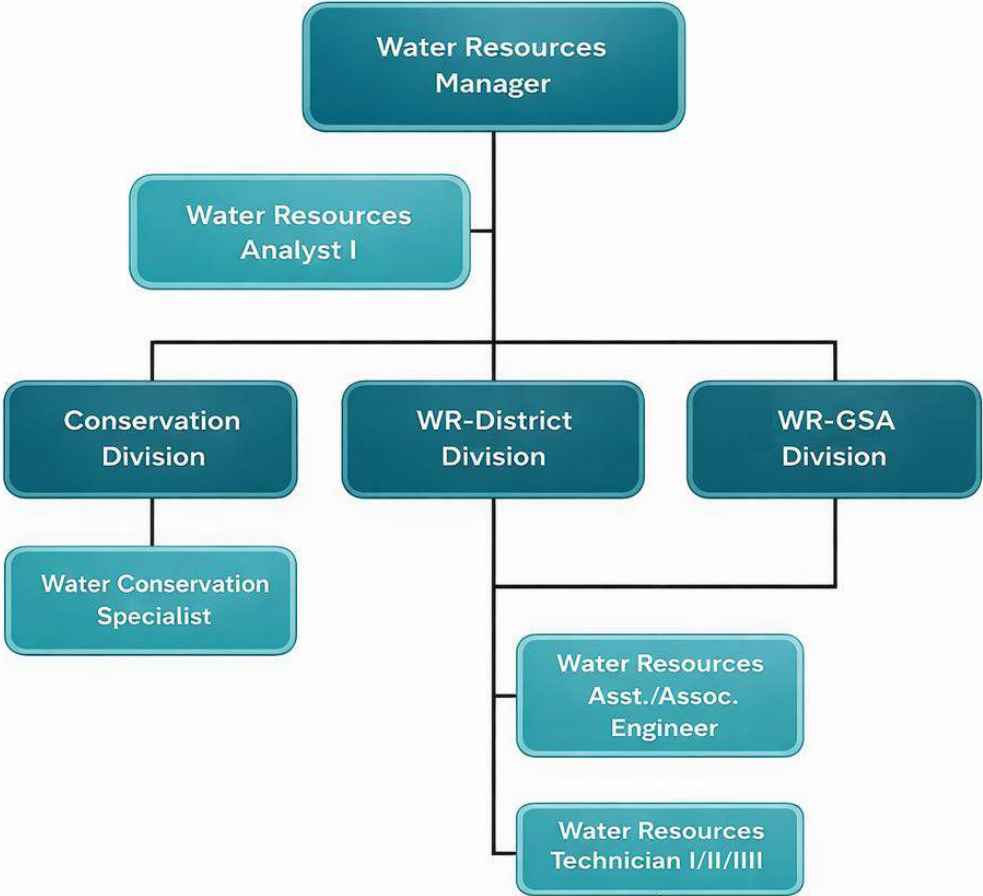 Water Resources
Manager
Water Resources
Analyst I
Conservation
Division
WR-District
Division
WR-GSA
Division
Water Conservation
Specialist
Water Resources
Asst./Assoc.
Engineer
Water Resources
Technician I/II/IIII